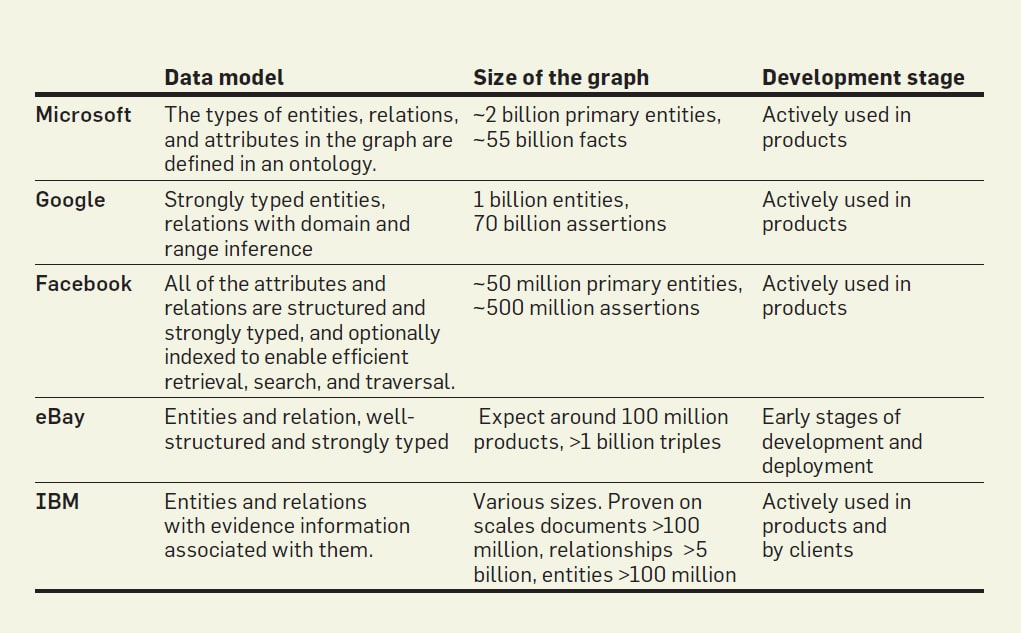 Data model Size of the graph Development stage
Microsoft The types of entities, relations, ~2 billion primary entities, Actively used in
and attributes in the graph are ~55 billion facts products
defined in an ontology.
Google Strongly typed entities, 1 billion entities, Actively used in
relations with domain and 70 billion assertions products
range inference
Facebook All of the attributes and ~50 million primary entities, Actively used in
relations are structured and ~500 million assertions products
strongly typed, and optionally
indexed to enable efficient
retrieval, search, and traversal.
eBay Entities and relation, well- Expect around 100 million Early stages of
structured and strongly typed products, >1 billion triples development and
deployment
IBM Entities and relations Various sizes. Proven on Actively used in
with evidence information scales documents >100 products and
associated with them. million, relationships >5 by clients
billion, entities >100 million